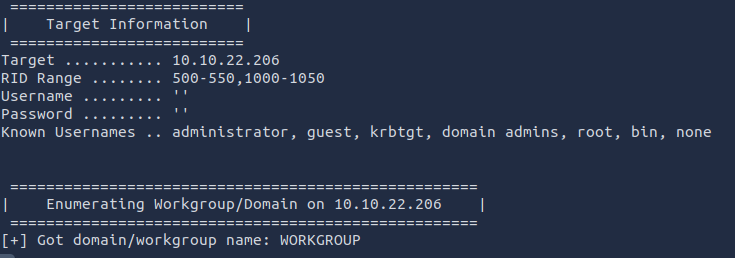 ==========================
|    Target Information    |
 ==========================
Target ........... 10.10.22.206
RID Range ........ 500-550,1000-1050
Username ......... ''
Password ......... ''
Known Usernames .. administrator, guest, krbtgt, domain admins, root, bin, none
 ====================================================
|    Enumerating Workgroup/Domain on 10.10.22.206    |
 ====================================================
[+] Got domain/workgroup name: WORKGROUP